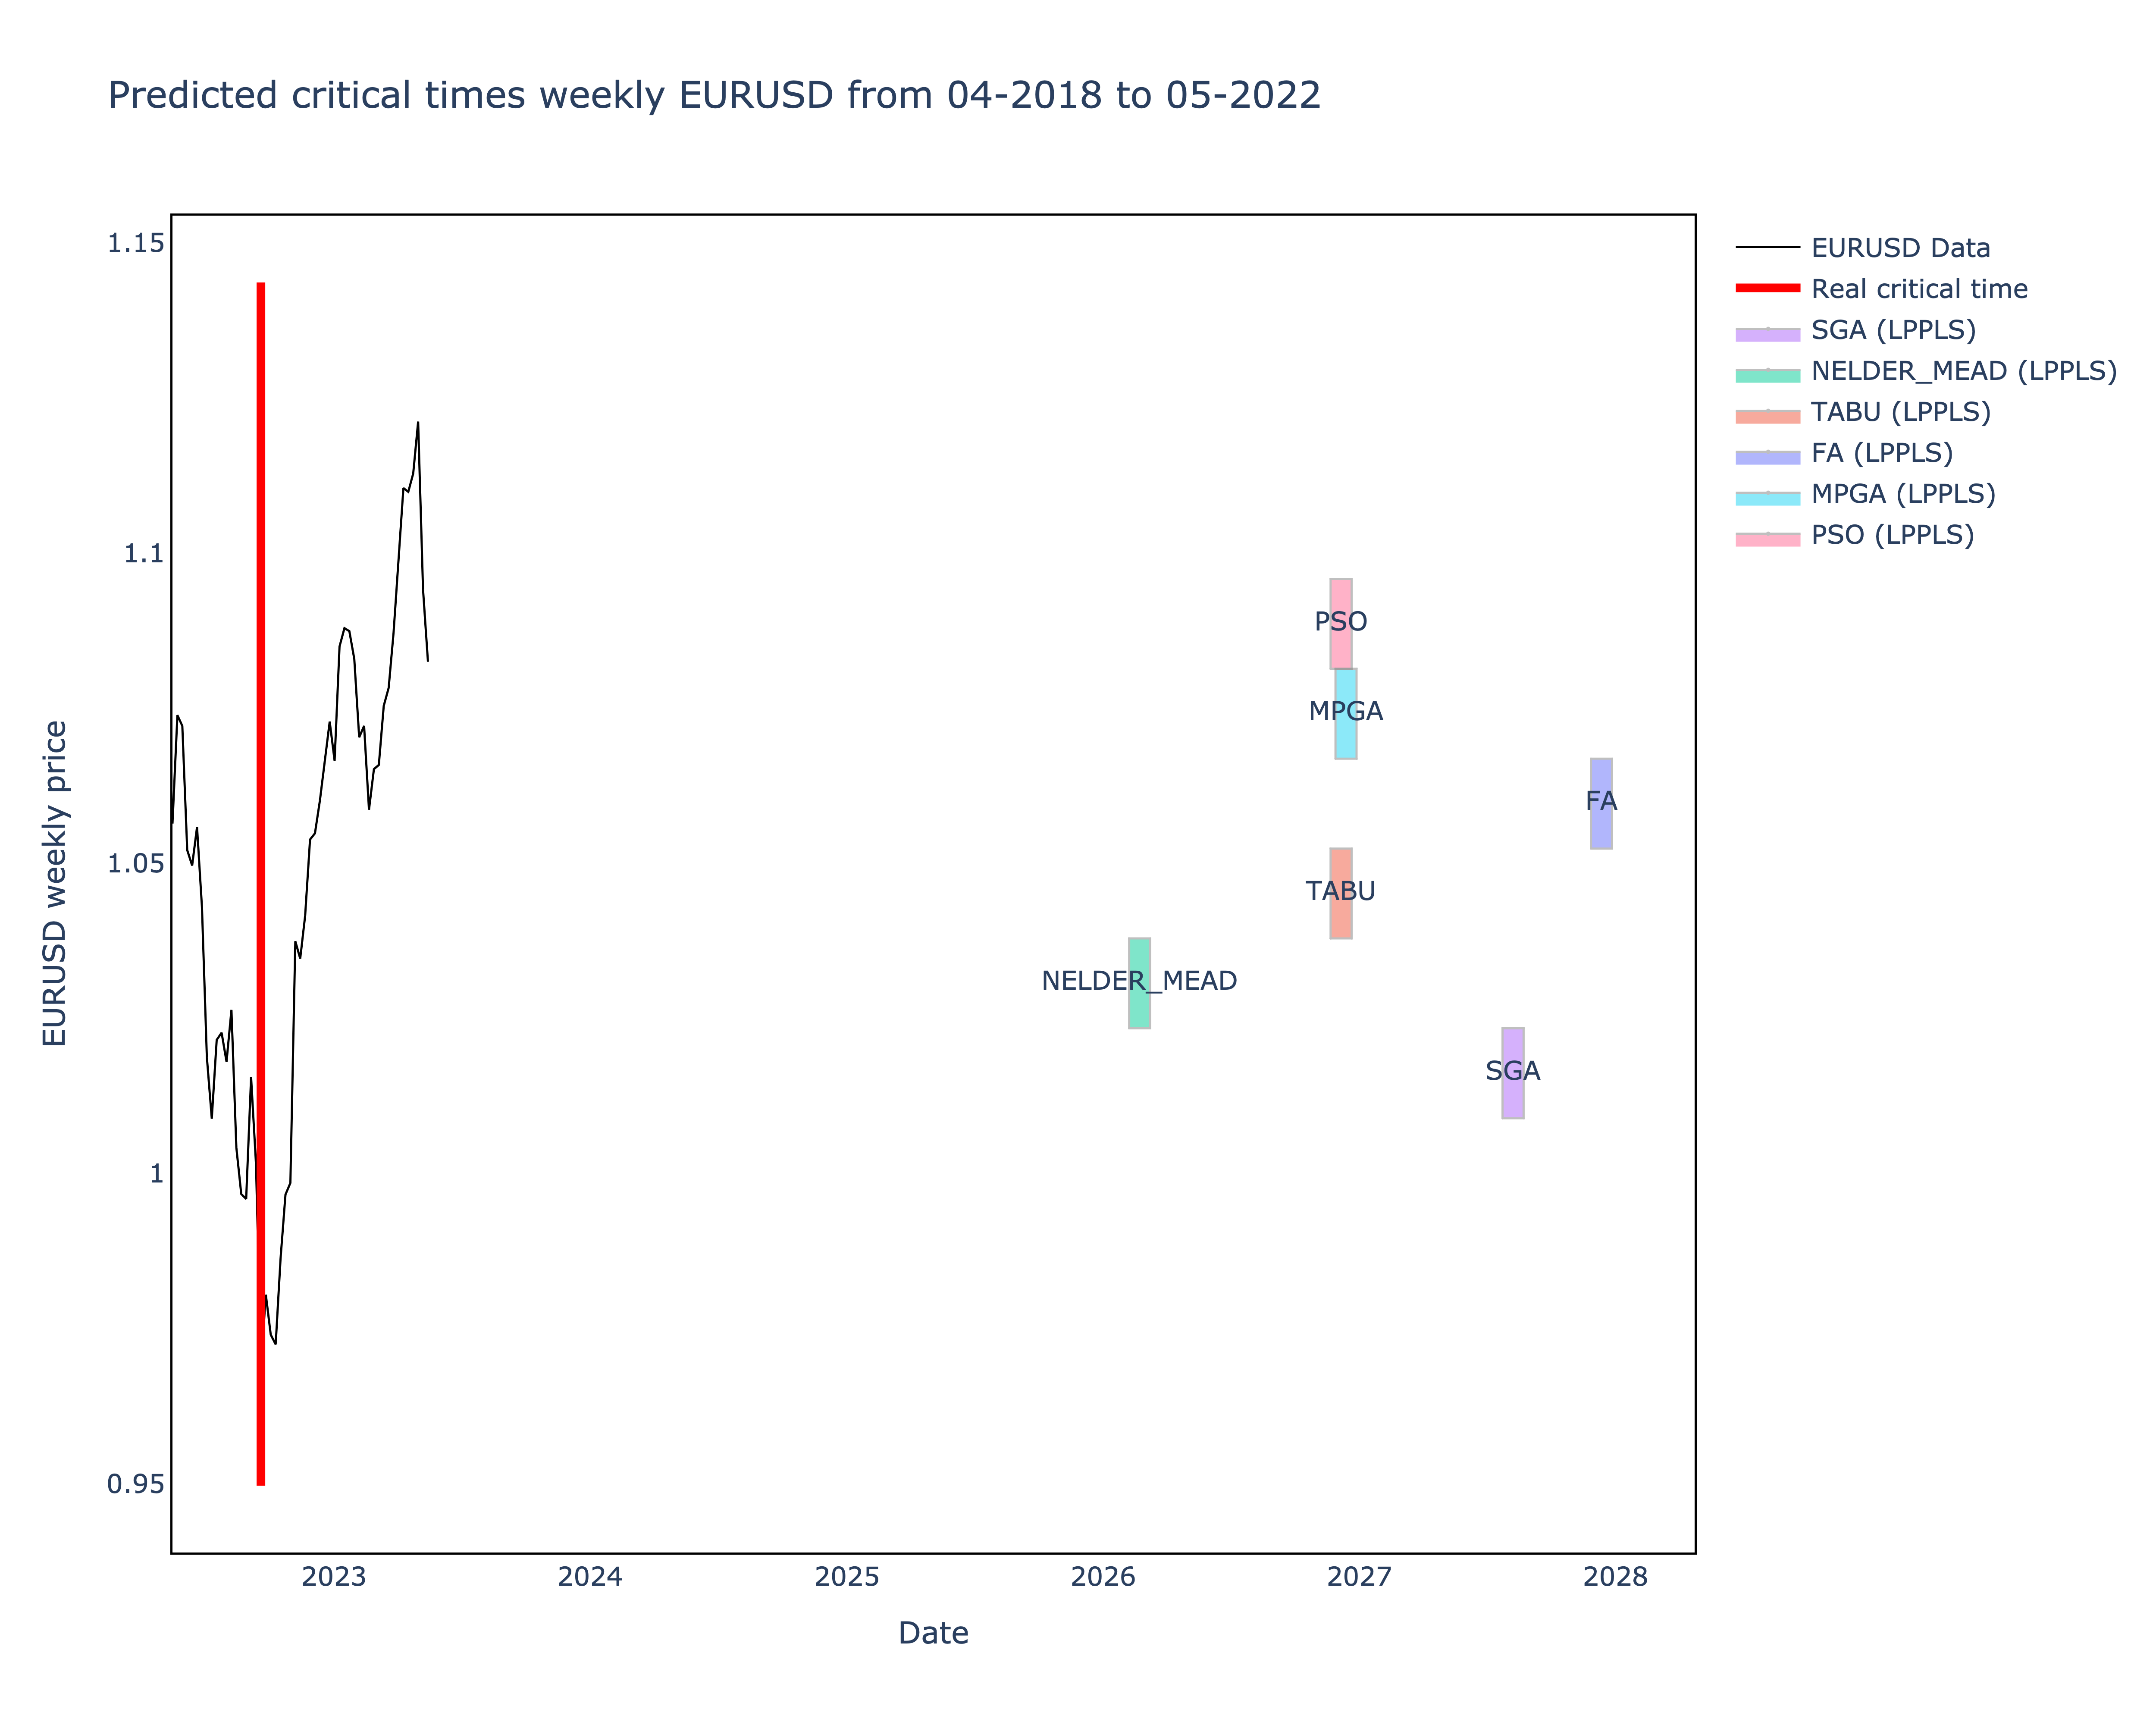 Predicted critical times weekly EURUSD from 04-2018 to 05-2022
EURUSD weekly price
1.15
1.1
1.05
1
0.95
PSO
MPGA
FA
TABU
NELDER_MEAD
SGA
2023
2024
2025
2026
2027
2028
Date
EURUSD Data
Real critical time
SGA (LPPLS)
NELDER_MEAD (LPPLS)
TABU (LPPLS)
FA (LPPLS)
MPGA (LPPLS)
PSO (LPPLS)